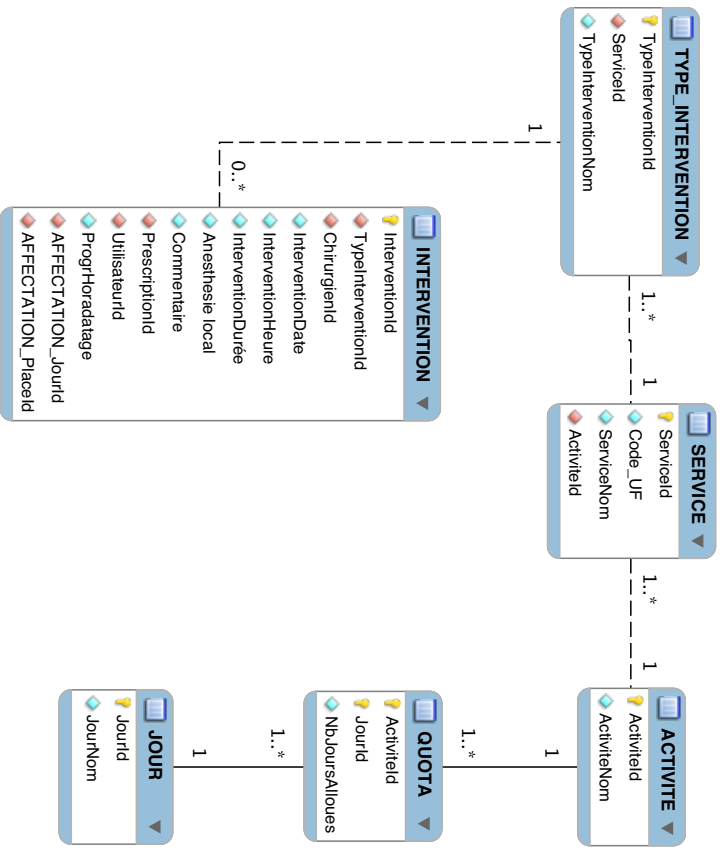 TYPE_INTERVENTION
TypeInterventionId
ServiceId
TypeInterventionNom
1..*
1
SERVICE
ServiceId
Code_UF
ServiceNom
ActiviteId
1..*
1
ACTIVITE
ActiviteId
ActiviteNom
1
0..*
INTERVENTION
InterventionId
TypeInterventionId
ChirurgienId
InterventionDate
InterventionHeure
InterventionDurée
Anesthesie local
Commentaire
PrescriptionId
UtilisateurId
ProgrHoradatage
AFFECTATION_JourId
AFFECTATION_PlaceId
1
1..*
QUOTA
ActiviteId
JourId
NbJoursAlloues
1..*
1
JOUR
JourId
JourNom